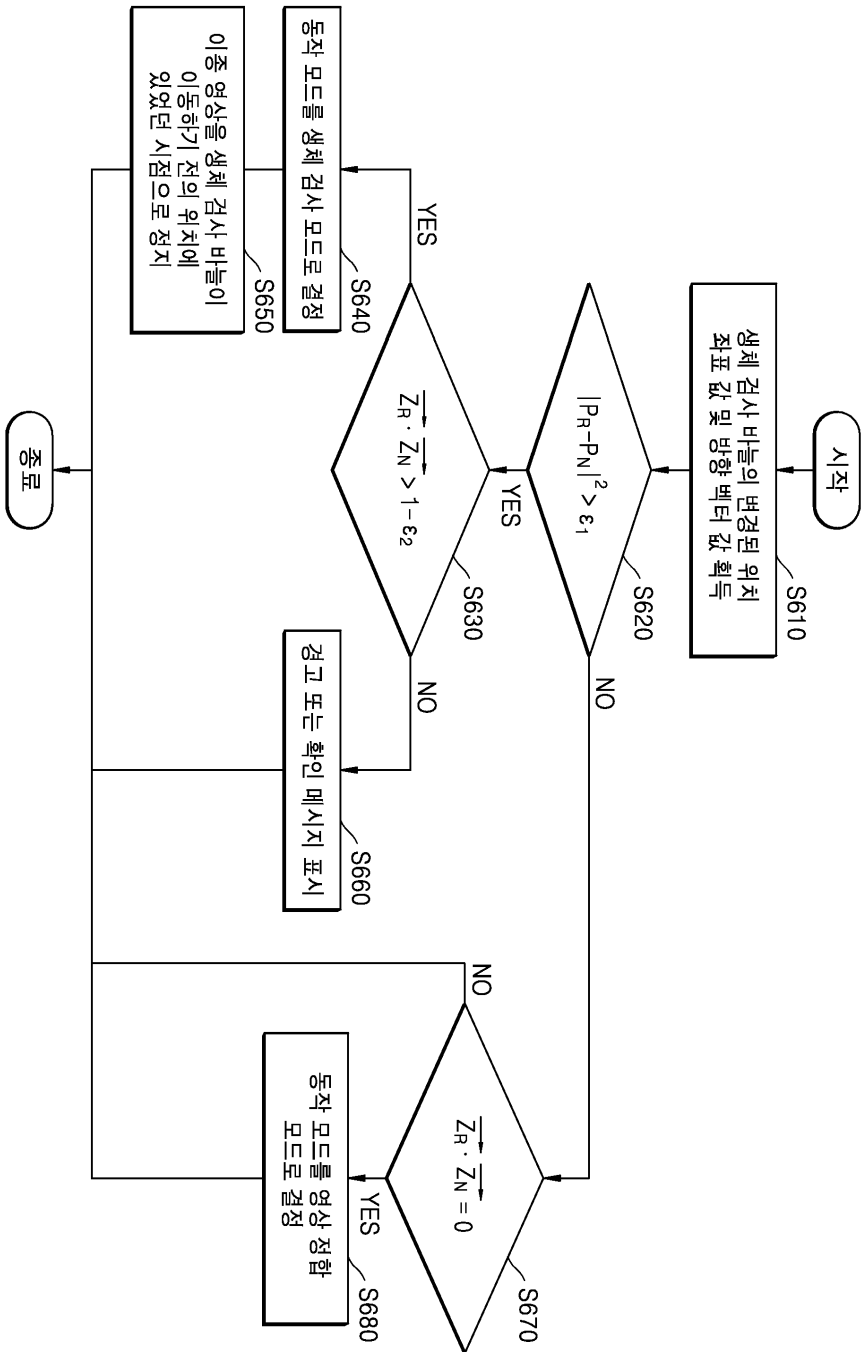 시작
생체 검사 바늘의 변경된 위치
좌표 값 및 방향 벡터 값 획득
S610
|P_R-P_N|² > ε₁
S620
YES
NO
Z_R · Z_N > 1-ε₂
S630
YES
NO
동작 모드를 생체 검사 모드로 결정
S640
이종 영상을 생체 검사 바늘이
이동하기 전의 위치에
있었던 시점으로 정지
S650
경고 또는 확인 메시지 표시
S660
Z_R · Z_N = 0
S670
NO
YES
동작 모드를 영상 정합
모드로 결정
S680
종료